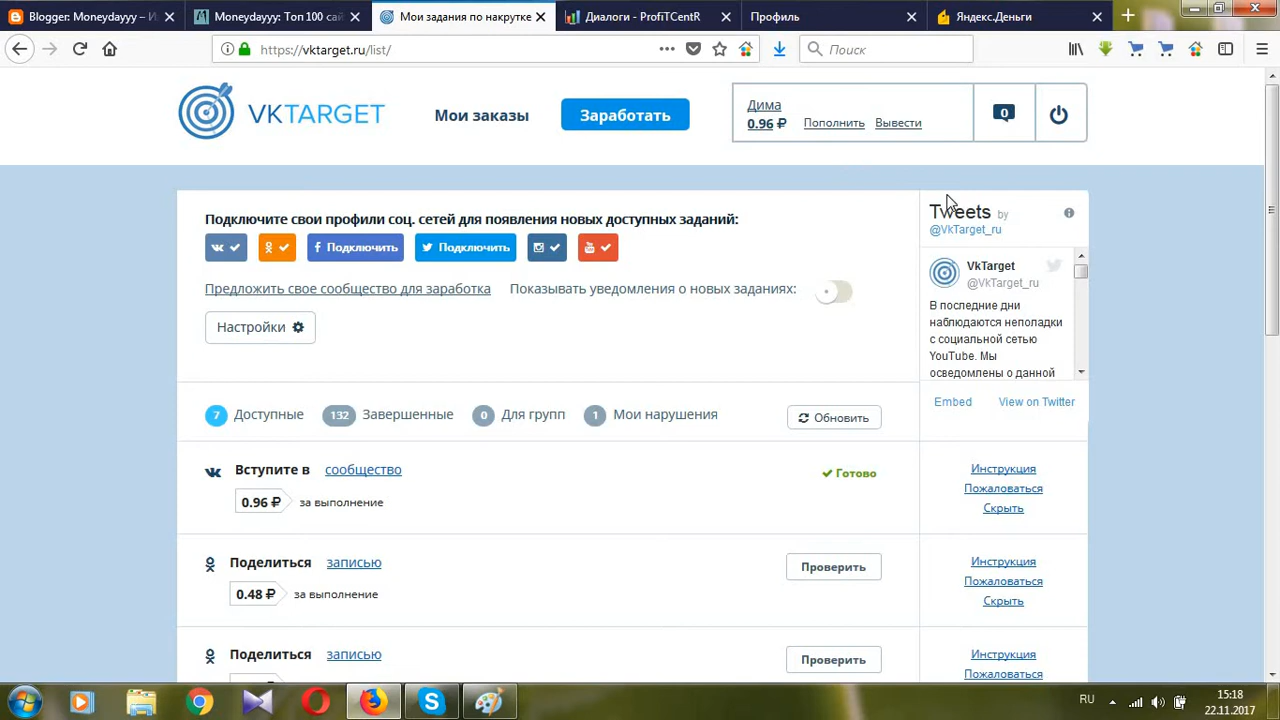 Blogger: Moneydayyy – И
Moneydayyy: Топ 100 сай
Мои задания по накрутке
Диалоги - ProfiTCentR
Профиль
Яндекс.Деньги
https://vktarget.ru/list/
Поиск
VKTARGET
Мои заказы
Заработать
Дима
0.96 ₽
Пополнить
Вывести
0
Подключите свои профили соц. сетей для появления новых доступных заданий:
Подключить
Подключить
Предложить свое сообщество для заработка
Показывать уведомления о новых заданиях:
Настройки
Tweets by
@VkTarget_ru
VkTarget
@VkTarget_ru
В последние дни
наблюдаются неполадки
с социальной сетью
YouTube. Мы
осведомлены о данной
Embed
View on Twitter
7 Доступные
132 Завершенные
0 Для групп
1 Мои нарушения
Обновить
Вступите в сообщество
0.96 ₽ за выполнение
Готово
Инструкция
Пожаловаться
Скрыть
Поделиться записью
0.48 ₽ за выполнение
Проверить
Инструкция
Пожаловаться
Скрыть
Поделиться записью
Проверить
Инструкция
Пожаловаться
RU
15:18
22.11.2017